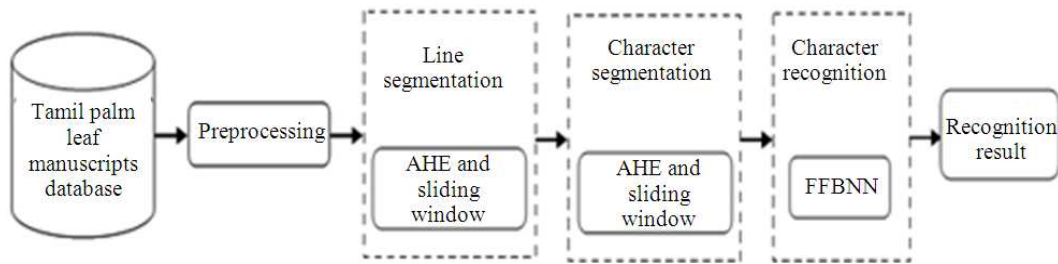 Tamil palm
leaf
manuscripts
database
Preprocessing
Line
segmentation
AHE and
sliding
window
Character
segmentation
AHE and
sliding
window
Character
recognition
FFBNN
Recognition
result